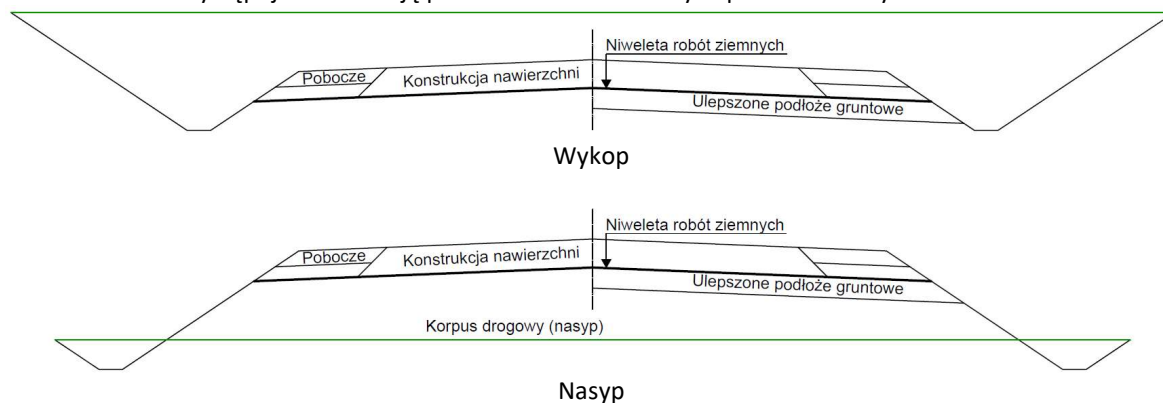 Niweleta robót ziemnych
Pobocze
Konstrukcja nawierzchni
Ulepszone podłoże gruntowe
Wykop
Niweleta robót ziemnych
Pobocze
Konstrukcja nawierzchni
Ulepszone podłoże gruntowe
Korpus drogowy (nasyp)
Nasyp